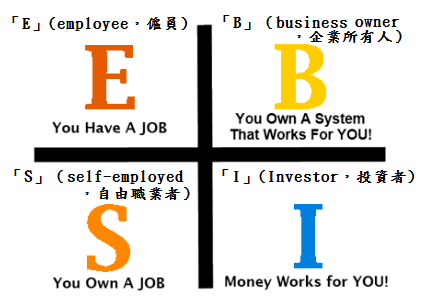 「E」(employee，僱員)
E
You Have A JOB
「B」(business owner
，企業所有人)
B
You Own A System
That Works For YOU!
「S」(self-employed
，自由職業者)
S
You Own A JOB
「I」(Investor，投資者)
I
Money Works for YOU!